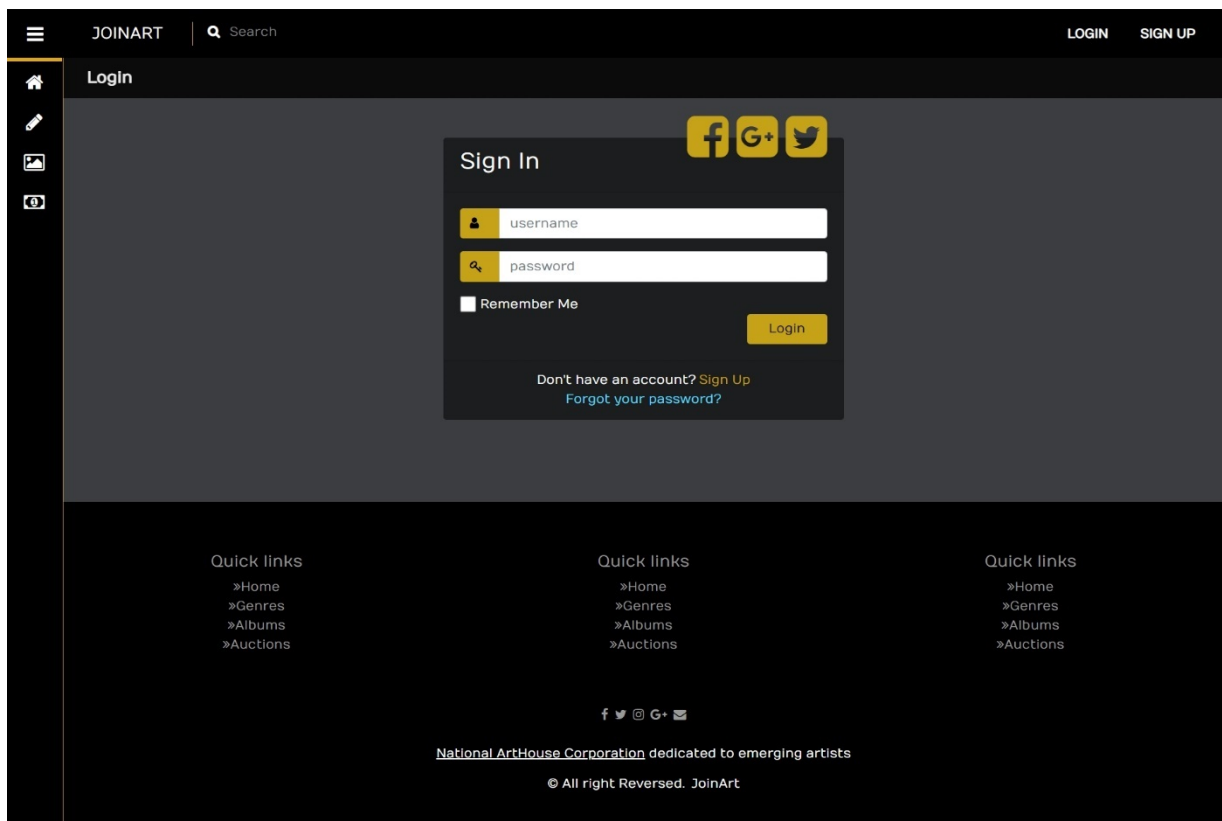 JOINART Search LOGIN SIGN UP
Login
Sign In
username
password
Remember Me
Login
Don't have an account? Sign Up
Forgot your password?
Quick links Quick links Quick links
»Home »Home »Home
»Genres »Genres »Genres
»Albums »Albums »Albums
»Auctions »Auctions »Auctions
National ArtHouse Corporation dedicated to emerging artists
© All right Reversed. JoinArt